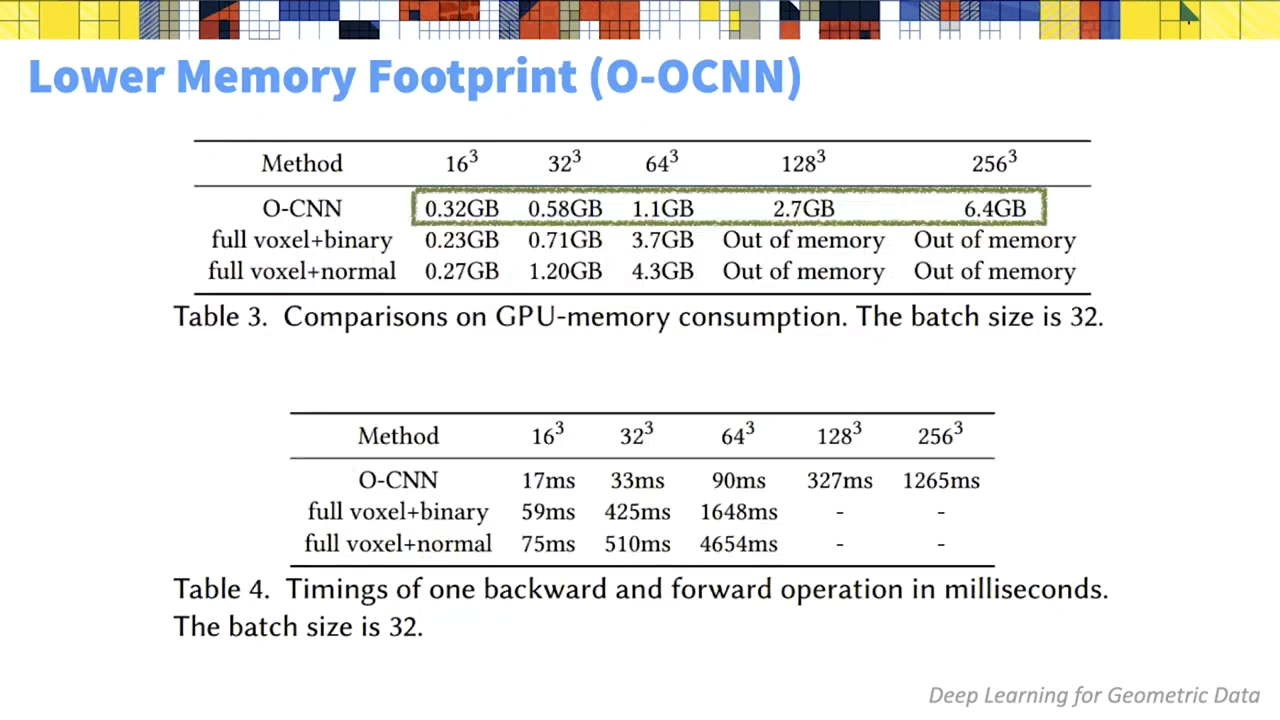 Lower Memory Footprint (O-OCNN)
Method 16³ 32³ 64³ 128³ 256³
O-CNN 0.32GB 0.58GB 1.1GB 2.7GB 6.4GB
full voxel+binary 0.23GB 0.71GB 3.7GB Out of memory Out of memory
full voxel+normal 0.27GB 1.20GB 4.3GB Out of memory Out of memory
Table 3. Comparisons on GPU-memory consumption. The batch size is 32.
Method 16³ 32³ 64³ 128³ 256³
O-CNN 17ms 33ms 90ms 327ms 1265ms
full voxel+binary 59ms 425ms 1648ms - -
full voxel+normal 75ms 510ms 4654ms - -
Table 4. Timings of one backward and forward operation in milliseconds.
The batch size is 32.
Deep Learning for Geometric Data